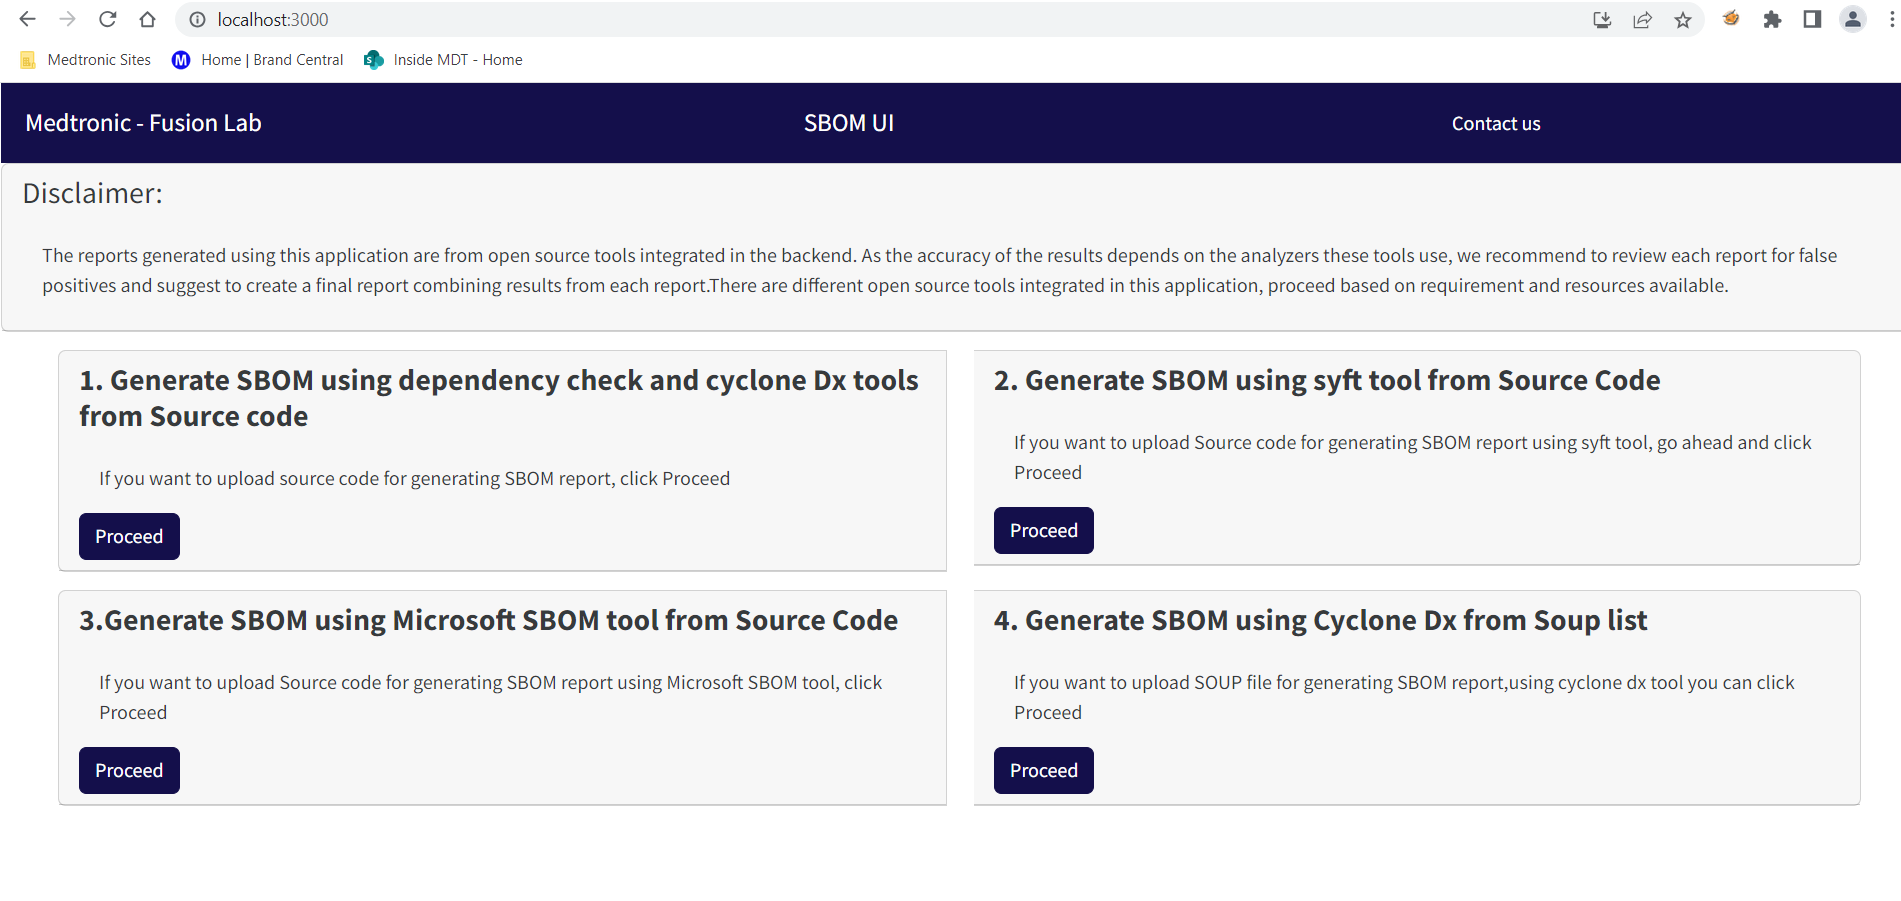 localhost:3000
Medtronic Sites
M Home | Brand Central
S Inside MDT - Home
Medtronic - Fusion Lab
SBOM UI
Contact us
Disclaimer:
The reports generated using this application are from open source tools integrated in the backend. As the accuracy of the results depends on the analyzers these tools use, we recommend to review each report for false
positives and suggest to create a final report combining results from each report.There are different open source tools integrated in this application, proceed based on requirement and resources available.
1. Generate SBOM using dependency check and cyclone Dx tools
from Source code
If you want to upload source code for generating SBOM report, click Proceed
Proceed
2. Generate SBOM using syft tool from Source Code
If you want to upload Source code for generating SBOM report using syft tool, go ahead and click
Proceed
Proceed
3.Generate SBOM using Microsoft SBOM tool from Source Code
If you want to upload Source code for generating SBOM report using Microsoft SBOM tool, click
Proceed
Proceed
4. Generate SBOM using Cyclone Dx from Soup list
If you want to upload SOUP file for generating SBOM report,using cyclone dx tool you can click
Proceed
Proceed